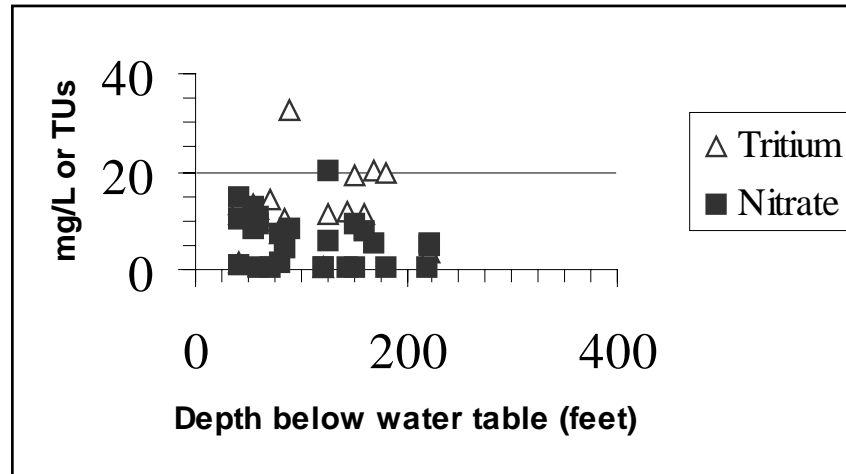 mg/L or TUs
40
20
0
0
200
400
Depth below water table (feet)
Tritium
Nitrate